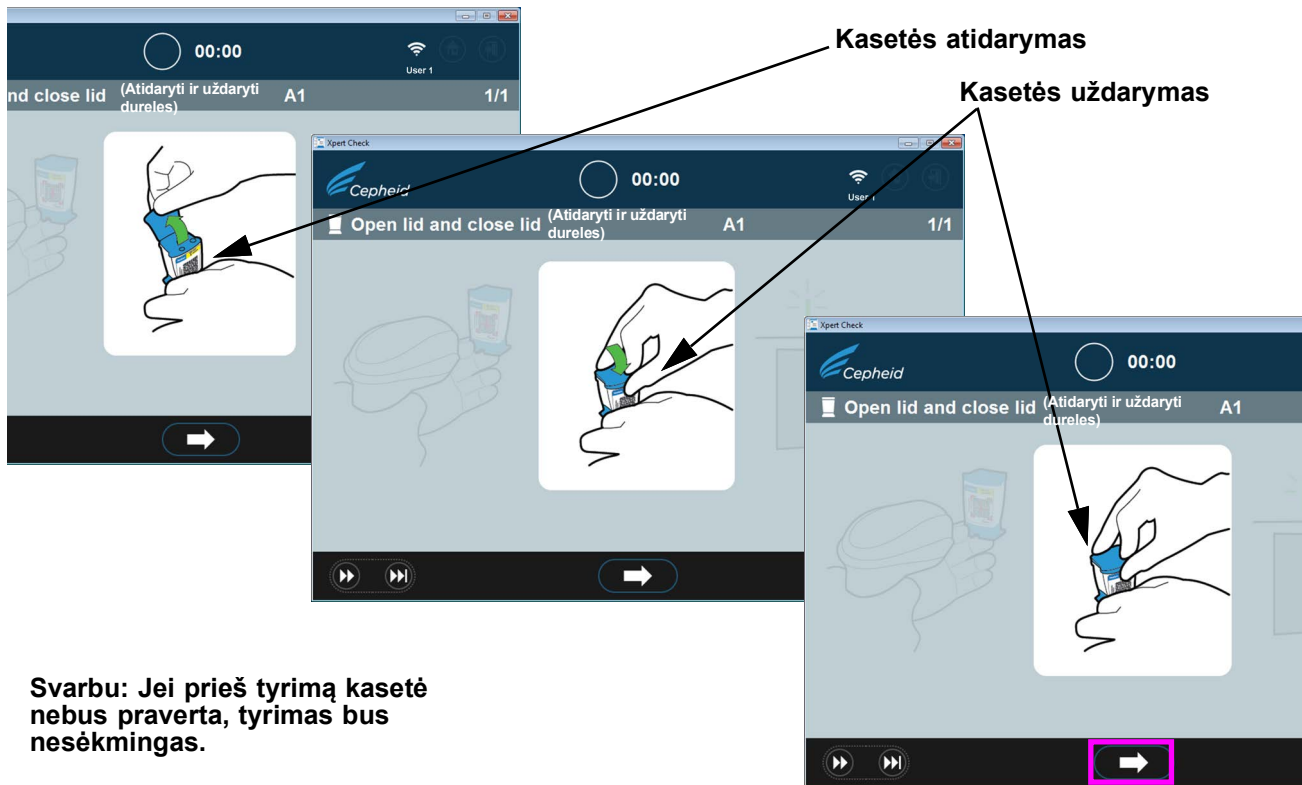 00:00
User 1
nd close lid
(Atidaryti ir uždaryti
dureles)
A1
1/1
Kasetės atidarymas
Kasetės uždarymas
Xpert Check
Cepheid
00:00
User 1
Open lid and close lid
(Atidaryti ir uždaryti
dureles)
A1
1/1
Xpert Check
Cepheid
00:00
Open lid and close lid
(Atidaryti ir uždaryti
dureles)
A1
Svarbu: Jei prieš tyrimą kasetė
nebus praverta, tyrimas bus
nesėkmingas.